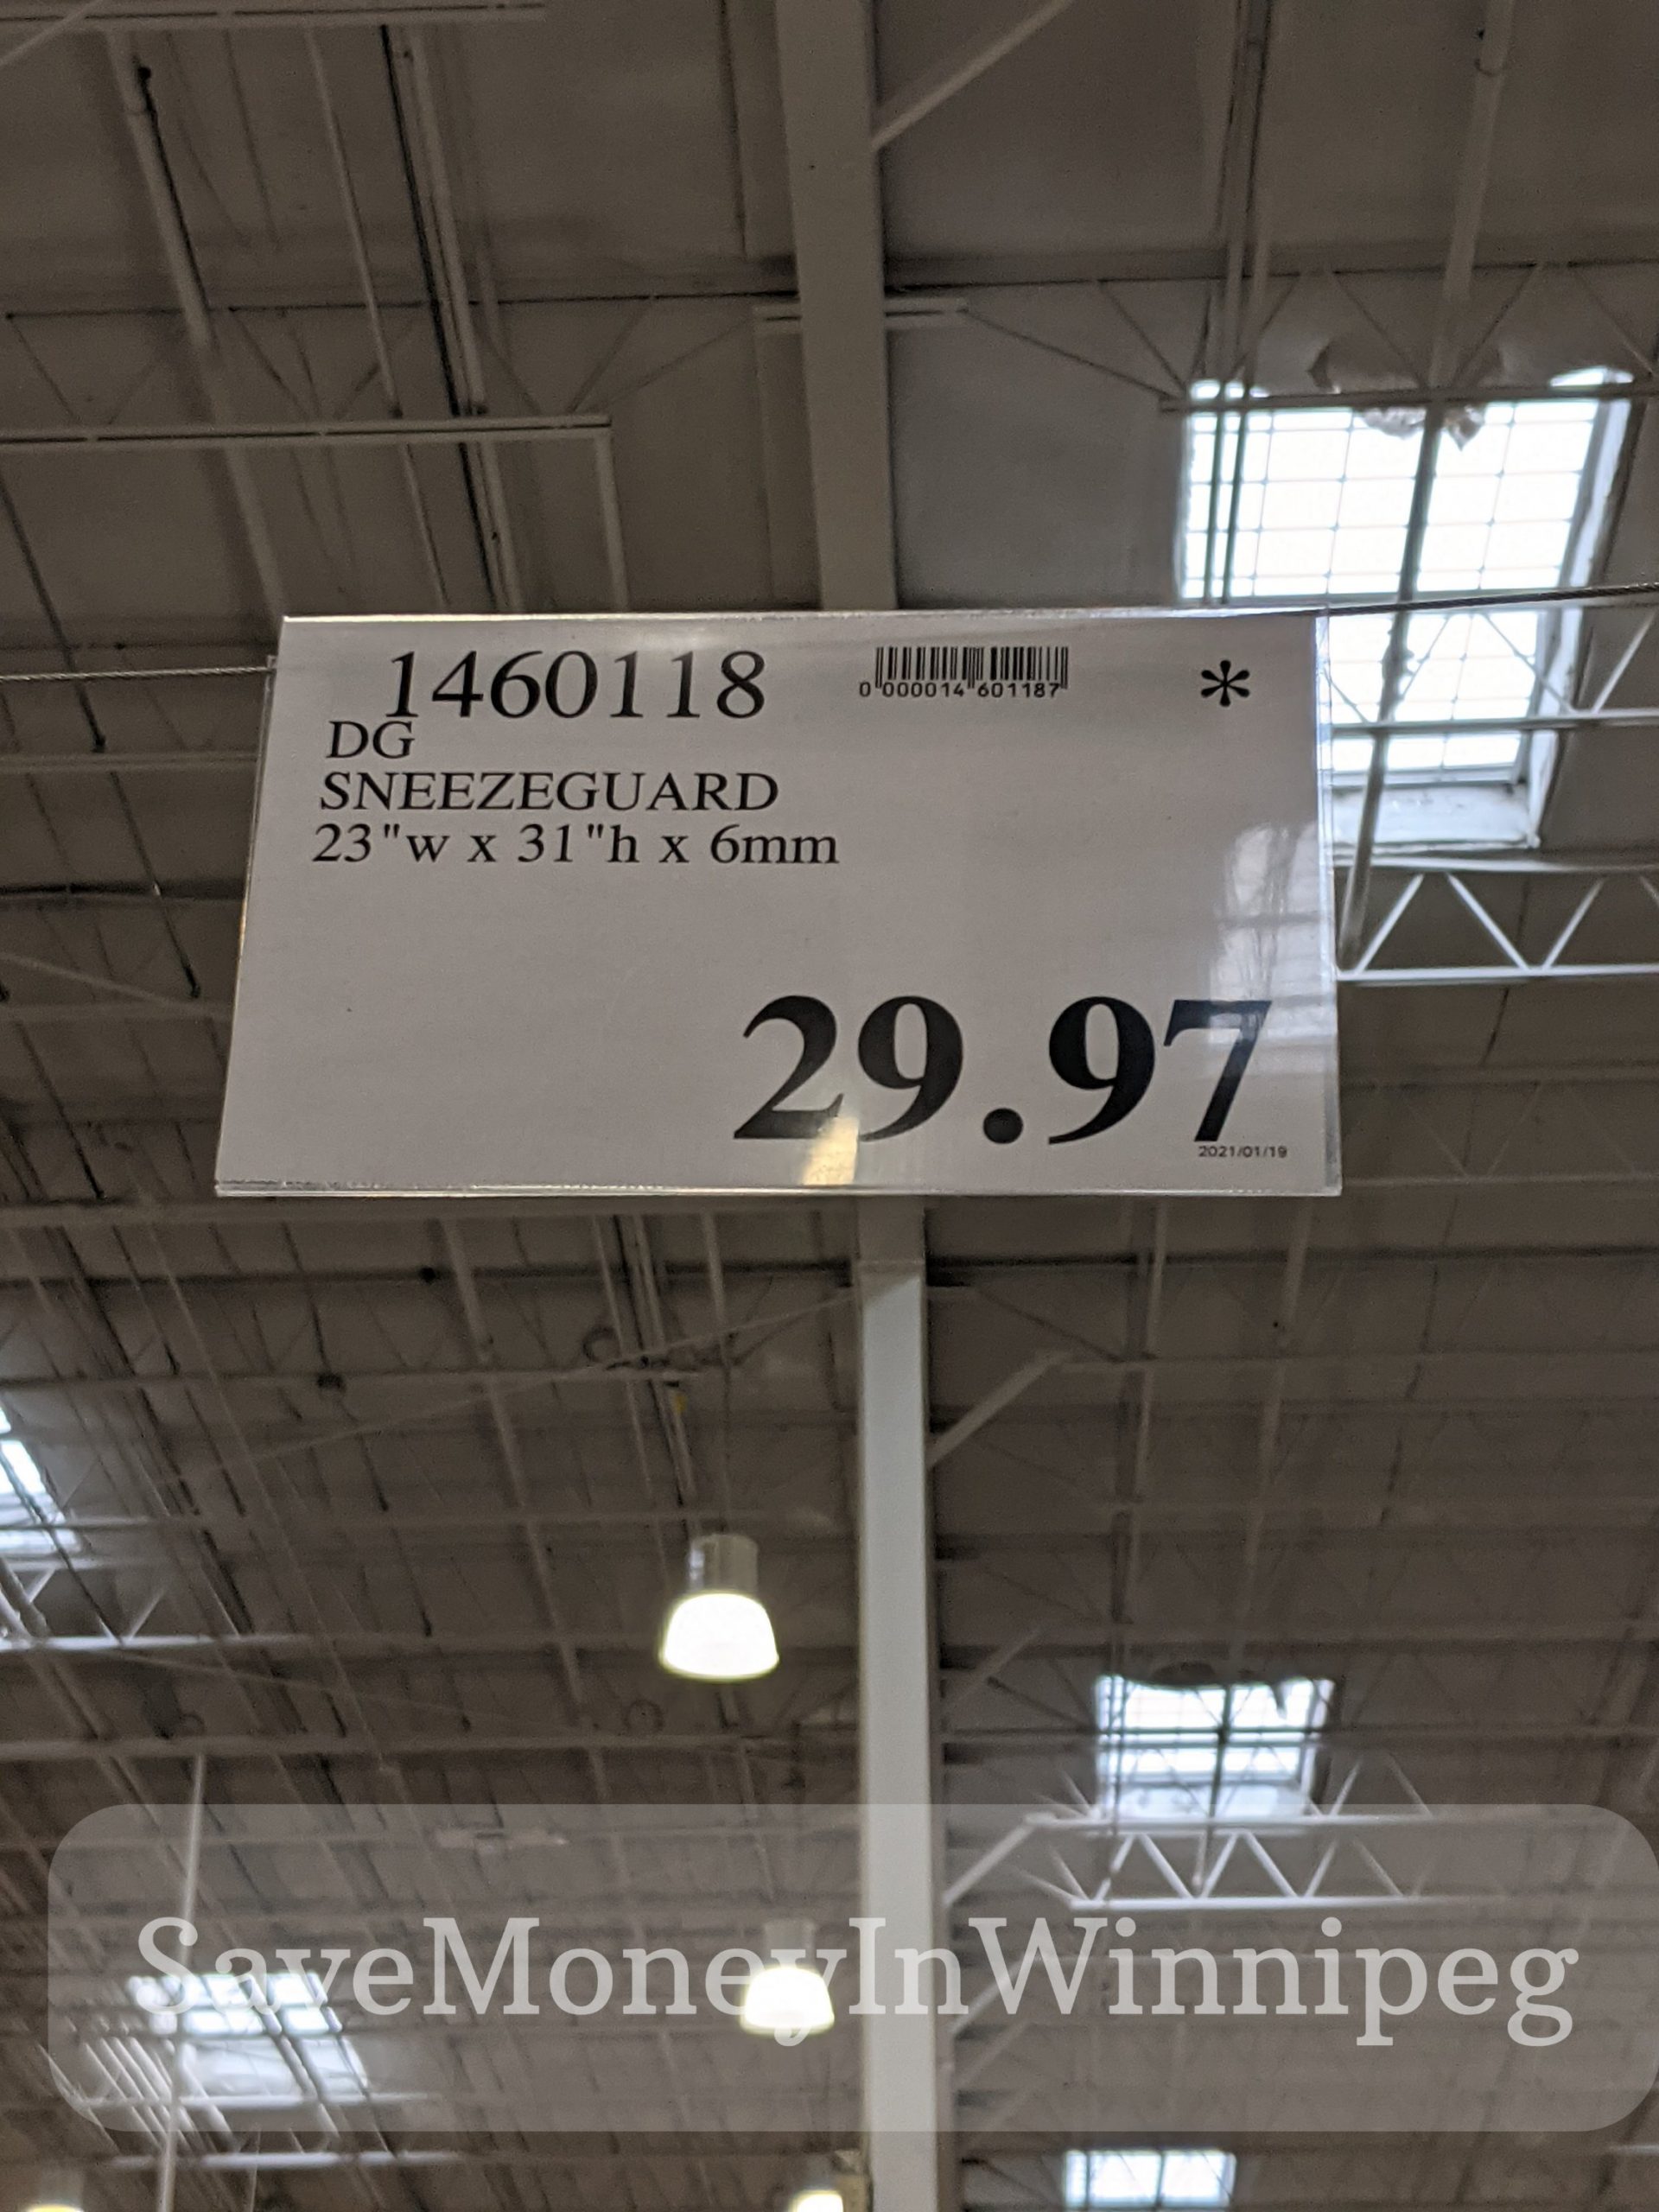 1460118
0 000014 601187
*
DG
SNEEZEGUARD
23"w x 31"h x 6mm
29.97
2021/01/19
SaveMoneyInWinnipeg